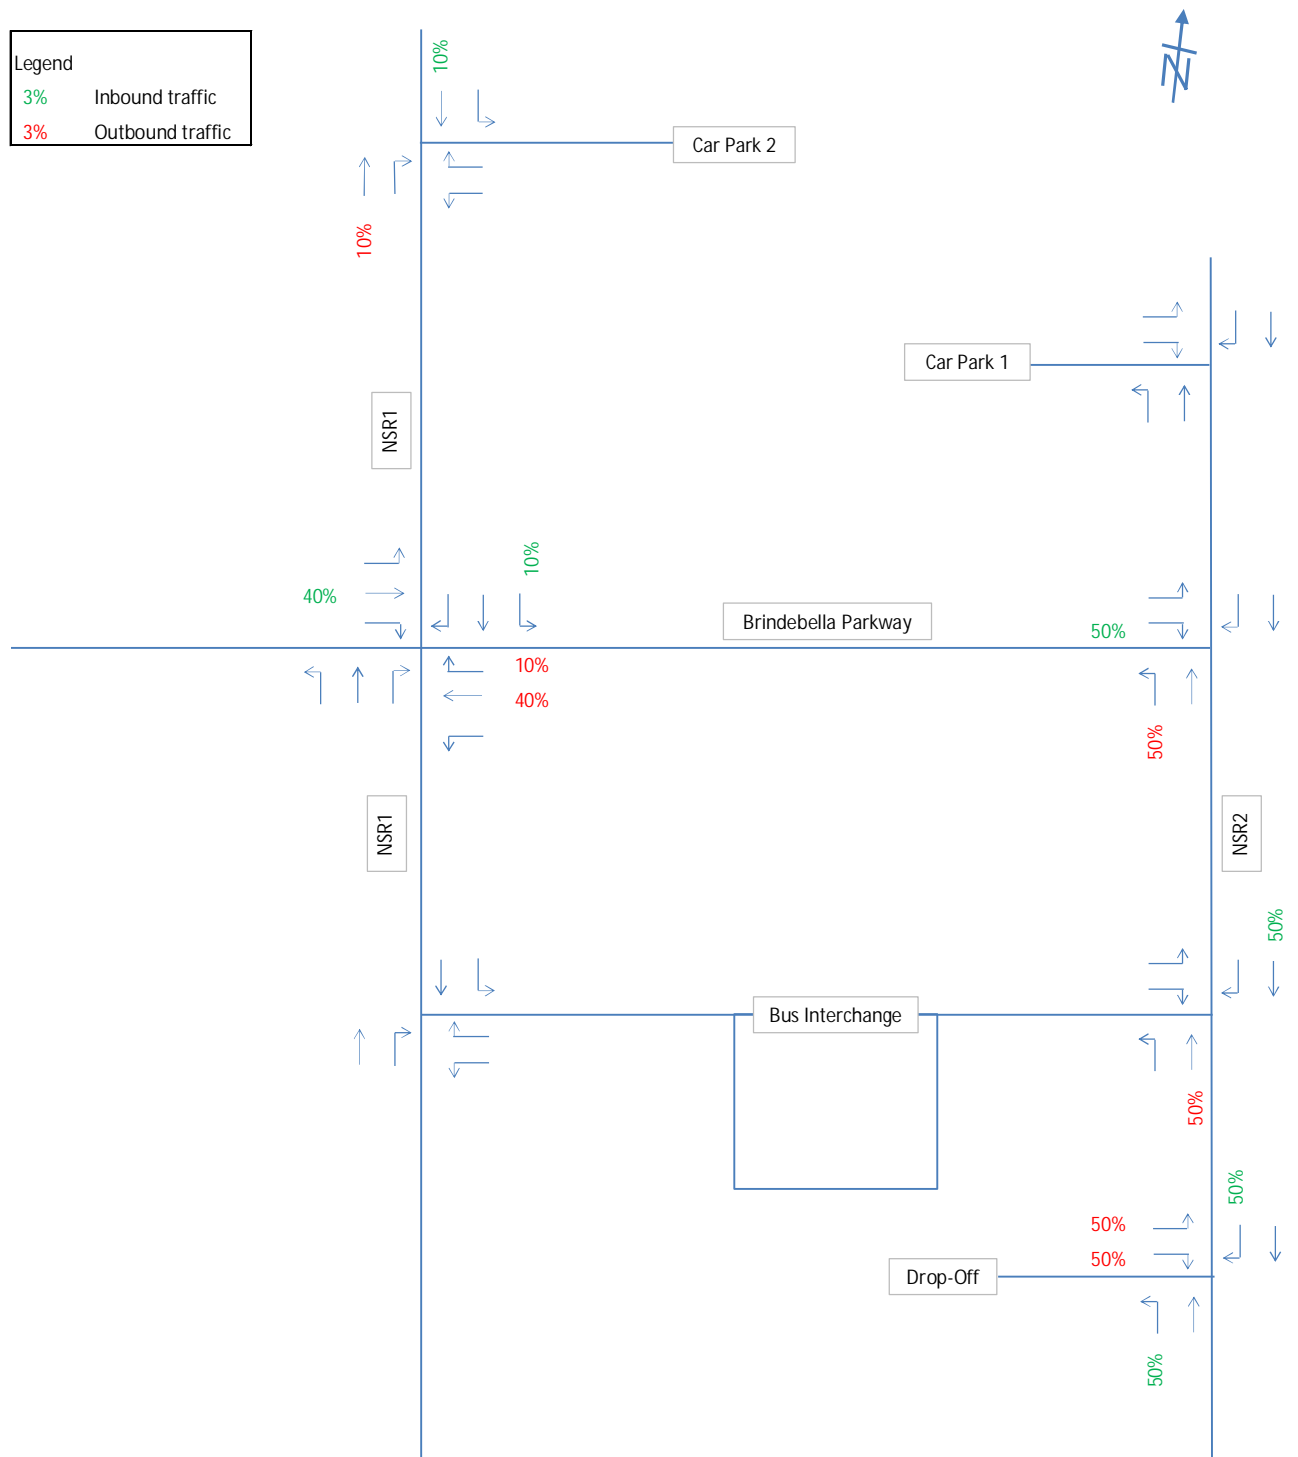 N
10%
Legend
3% Inbound traffic
3% Outbound traffic
Car Park 2
10%
Car Park 1
NSR1
10%
40%
Brindebella Parkway
50%
10%
40%
50%
NSR1
NSR2
50%
Bus Interchange
50%
50%
50%
50%
Drop-Off
50%